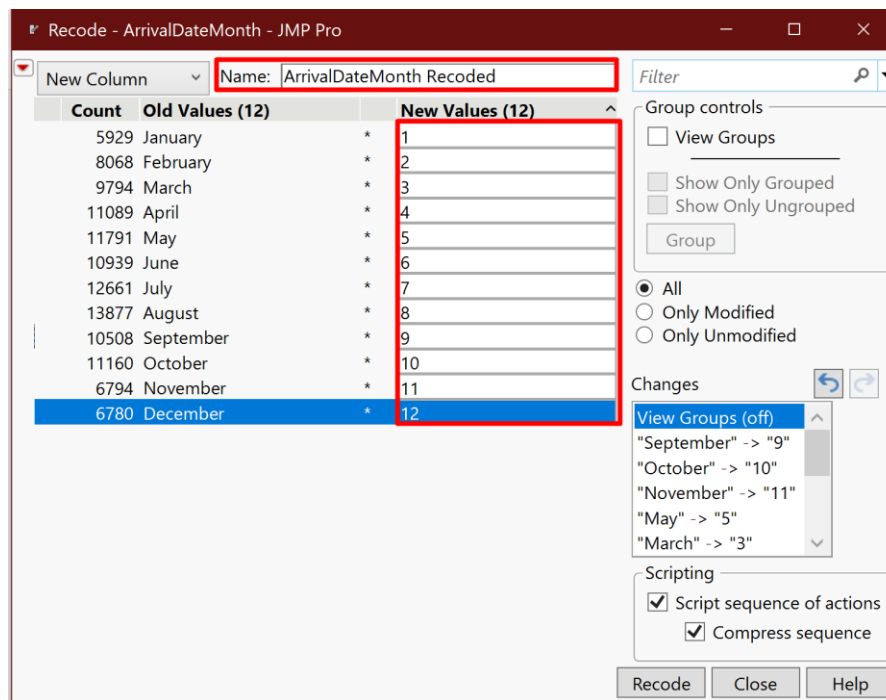 Recode - ArrivalDateMonth - JMP Pro
New Column Name: ArrivalDateMonth Recoded Filter
Count Old Values (12) New Values (12)
5929 January * 1
8068 February * 2
9794 March * 3
11089 April * 4
11791 May * 5
10939 June * 6
12661 July * 7
13877 August * 8
10508 September * 9
11160 October * 10
6794 November * 11
6780 December * 12
Group controls
View Groups
Show Only Grouped
Show Only Ungrouped
Group
All
Only Modified
Only Unmodified
Changes
View Groups (off)
"September" -> "9"
"October" -> "10"
"November" -> "11"
"May" -> "5"
"March" -> "3"
Scripting
Script sequence of actions
Compress sequence
Recode Close Help